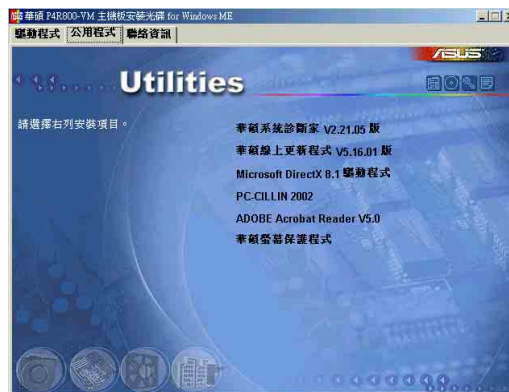 華碩 P4R800-VM 主機板安裝光碟 for Windows ME
驅動程式 公用程式 聯絡資訊
ASUS
Utilities
請選擇右列安裝項目。
華碩系統診斷家 V2.21.05 版
華碩線上更新程式 V5.16.01 版
Microsoft DirectX 8.1 驅動程式
PC-CILLIN 2002
ADOBE Acrobat Reader V5.0
華碩螢幕保護程式